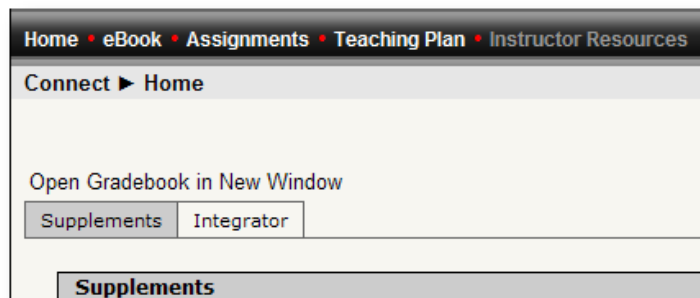 Home • eBook • Assignments • Teaching Plan • Instructor Resources
Connect ► Home
Open Gradebook in New Window
Supplements Integrator
Supplements